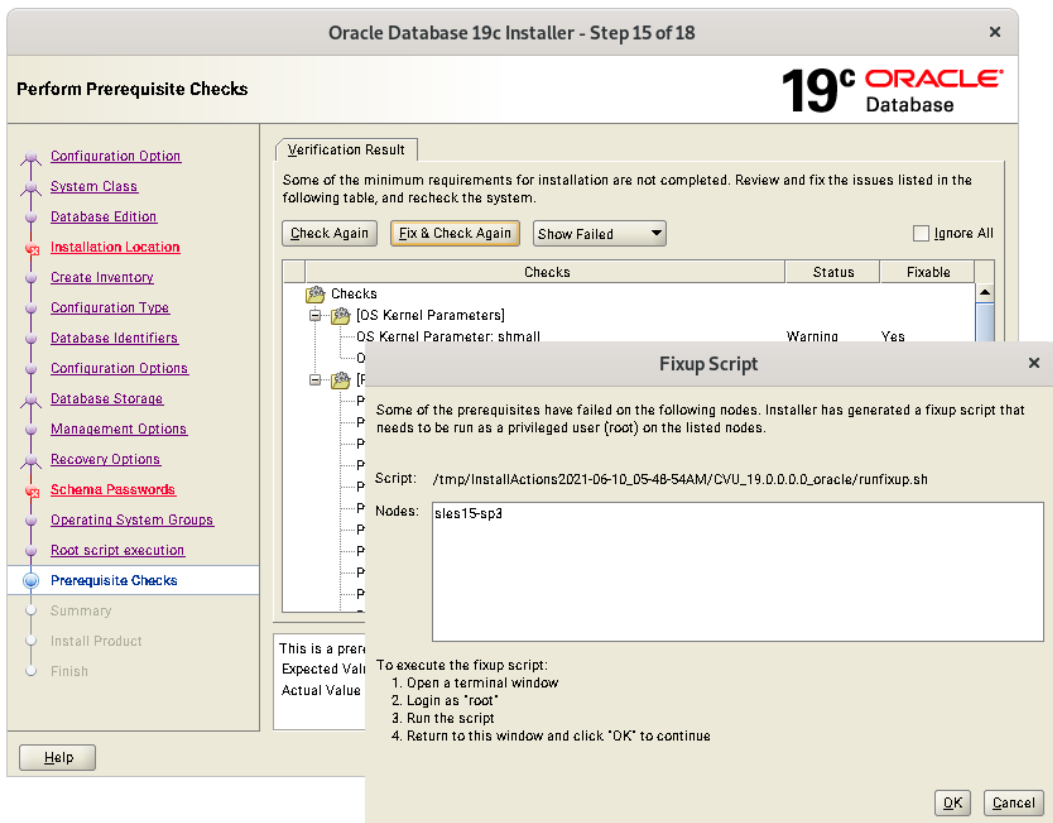 Oracle Database 19c Installer - Step 15 of 18
Perform Prerequisite Checks
19c ORACLE
Database
Configuration Option
System Class
Database Edition
Installation Location
Create Inventory
Configuration Type
Database Identifiers
Configuration Options
Database Storage
Management Options
Recovery Options
Schema Passwords
Operating System Groups
Root script execution
Prerequisite Checks
Summary
Install Product
Finish
Help
Verification Result
Some of the minimum requirements for installation are not completed. Review and fix the issues listed in the
following table, and recheck the system.
Check Again Fix & Check Again Show Failed Ignore All
Checks Status Fixable
Checks
[OS Kernel Parameters]
OS Kernel Parameter: shmall Warning Yes
This is a prer
Expected Val
Actual Value
Fixup Script
Some of the prerequisites have failed on the following nodes. Installer has generated a fixup script that
needs to be run as a privileged user (root) on the listed nodes.
Script: /tmp/InstallActions2021-06-10_05-48-54AM/CVU_19.0.0.0.0_oracle/runfixup.sh
Nodes: sles15-sp3
To execute the fixup script:
1. Open a terminal window
2. Login as "root"
3. Run the script
4. Return to this window and click "OK" to continue
OK Cancel